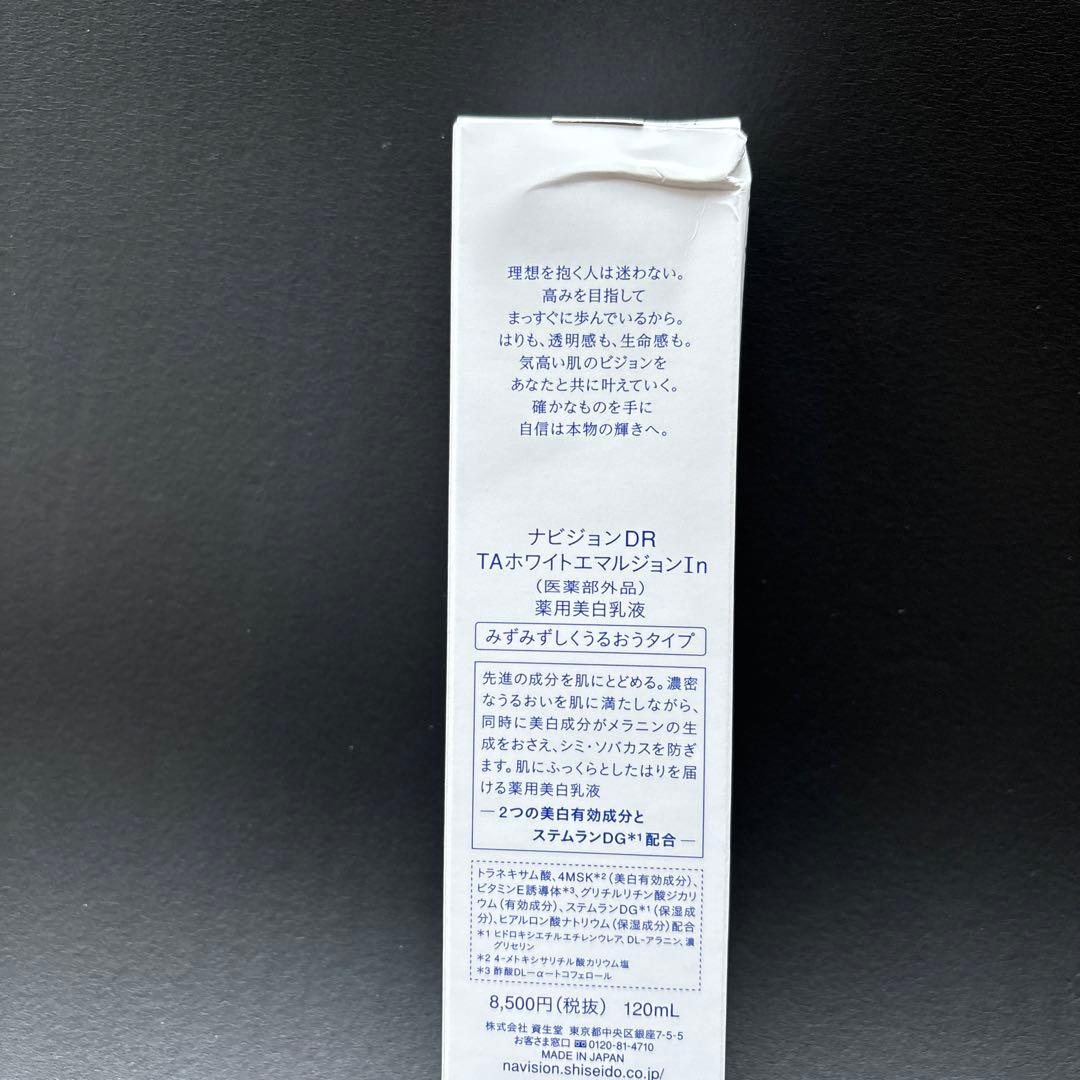 理想を抱く人は迷わない。
高みを目指して
まっすぐに歩んでいるから。
はりも、透明感も、生命感も。
気高い肌のビジョンを
あなたと共に叶えていく。
確かなものを手に
自信は本物の輝きへ。
ナビジョンDR
TAホワイトエマルジョンIn
（医薬部外品）
薬用美白乳液
みずみずしくうるおうタイプ
先進の成分を肌にとどめる。濃密
なうるおいを肌に満たしながら、
同時に美白成分がメラニンの生
成をおさえ、シミ・ソバカスを防ぎ
ます。肌にふっくらとしたはりを届
ける薬用美白乳液
―2つの美白有効成分と
ステムランDG*1配合―
トラネキサム酸、4MSK*2（美白有効成分）、
ビタミンE誘導体*3、グリチルリチン酸ジカリ
ウム（有効成分）、ステムランDG*1（保湿成
分）、ヒアルロン酸ナトリウム（保湿成分）配合
*1 ヒドロキシエチルエチレンウレア、DL-アラニン、濃
グリセリン
*2 4-メトキシサリチル酸カリウム塩
*3 酢酸DL-α-トコフェロール
8,500円（税抜） 120mL
株式会社 資生堂 東京都中央区銀座7-5-5
お客さま窓口 0120-81-4710
MADE IN JAPAN
navision.shiseido.co.jp/